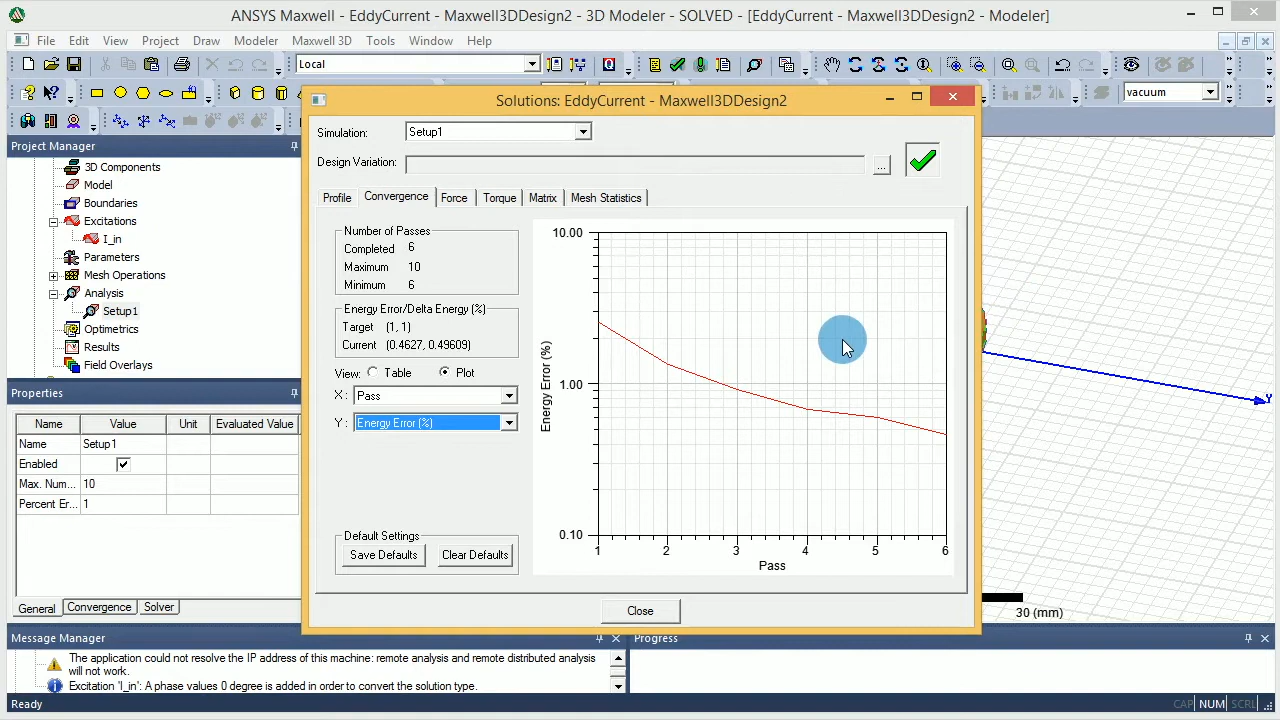 ANSYS Maxwell - EddyCurrent - Maxwell3DDesign2 - 3D Modeler - SOLVED - [EddyCurrent - Maxwell3DDesign2 - Modeler]
File Edit View Project Draw Modeler Maxwell 3D Tools Window Help
Local
vacuum
Project Manager
3D Components
Model
Boundaries
Excitations
I_in
Parameters
Mesh Operations
Analysis
Setup1
Optimetrics
Results
Field Overlays
Properties
Name Value Unit Evaluated Value
Name Setup1
Enabled
Max. Num... 10
Percent Er... 1
General Convergence Solver
Solutions: EddyCurrent - Maxwell3DDesign2
Simulation: Setup1
Design Variation: ...
Profile Convergence Force Torque Matrix Mesh Statistics
Number of Passes
Completed 6
Maximum 10
Minimum 6
Energy Error/Delta Energy (%)
Target (1, 1)
Current (0.4627, 0.49609)
Table Plot
X : Pass
Y : Energy Error (%)
Default Settings
Save Defaults Clear Defaults
10.00
1.00
0.10
Energy Error (%)
1 2 3 4 5 6
Pass
Close
Y
30 (mm)
Message Manager
The application could not resolve the IP address of this machine: remote analysis and remote distributed analysis
will not work.
Excitation 'I_in': A phase values 0 degree is added in order to convert the solution type.
Progress
Ready
CAP NUM SCRL